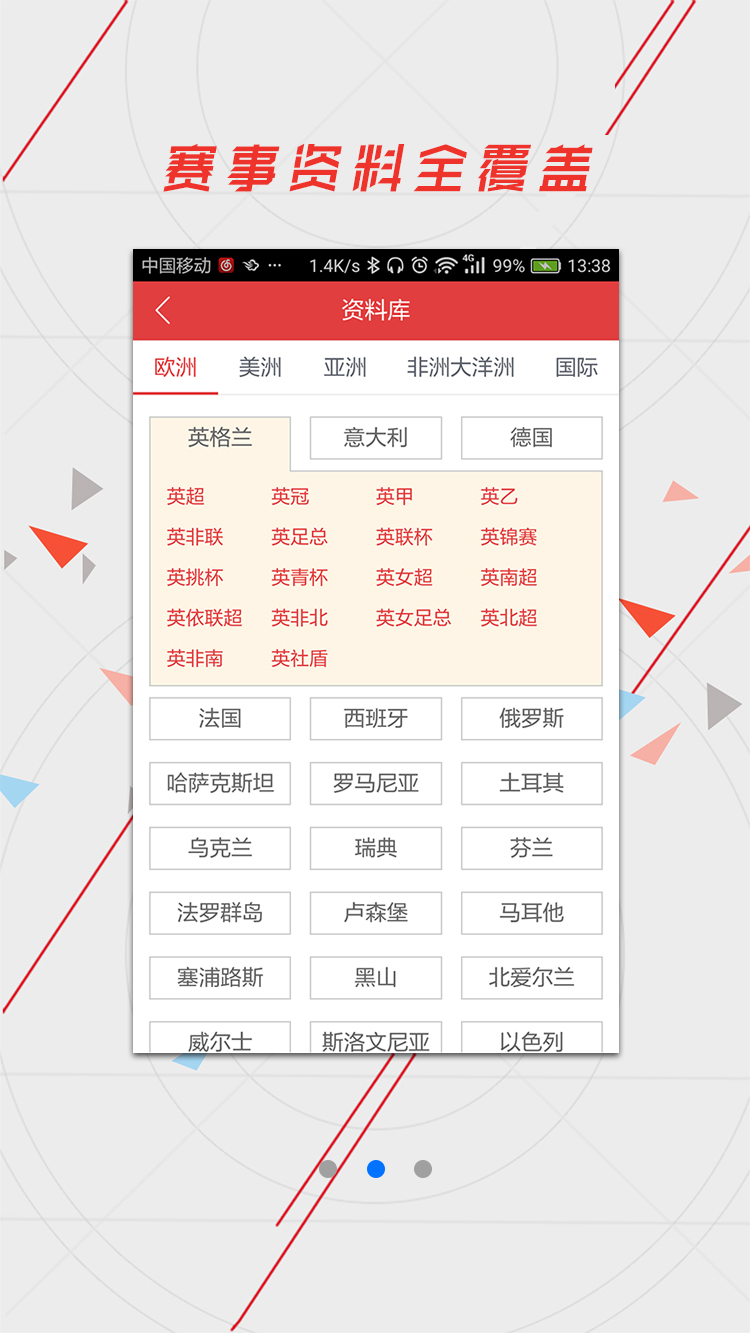 赛事资料全覆盖
中国移动 ... 1.4K/s 4G 99% 13:38
资料库
欧洲 美洲 亚洲 非洲大洋洲 国际
英格兰 意大利 德国
英超 英冠 英甲 英乙
英非联 英足总 英联杯 英锦赛
英挑杯 英青杯 英女超 英南超
英依联超 英非北 英女足总 英北超
英非南 英社盾
法国 西班牙 俄罗斯
哈萨克斯坦 罗马尼亚 土耳其
乌克兰 瑞典 芬兰
法罗群岛 卢森堡 马耳他
塞浦路斯 黑山 北爱尔兰
威尔士 斯洛文尼亚 以色列